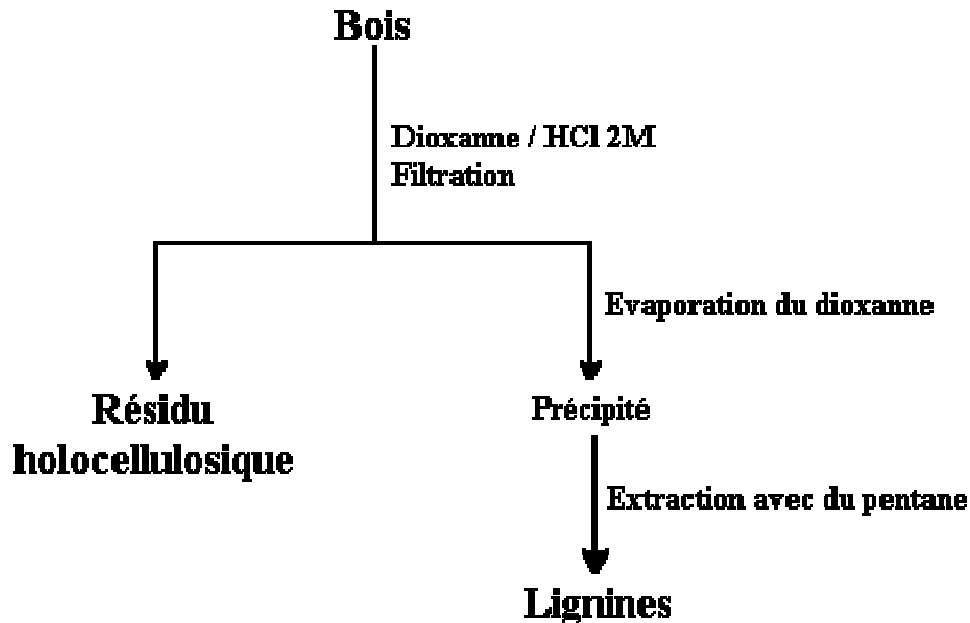 Bois
Dioxanne / HCl 2M
Filtration
Evaporation du dioxanne
Résidu
holocellulosique
Précipité
Extraction avec du pentane
Lignines